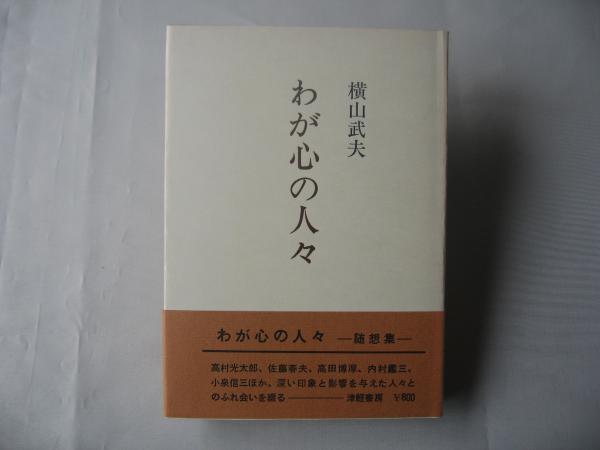 横山武夫
わが心の人々
わが心の人々 ―随想集―
高村光太郎、佐藤春夫、高田博厚、内村鑑三、
小泉信三ほか、深い印象と影響を与えた人々と
のふれ合いを綴る――― 津軽書房 ￥800